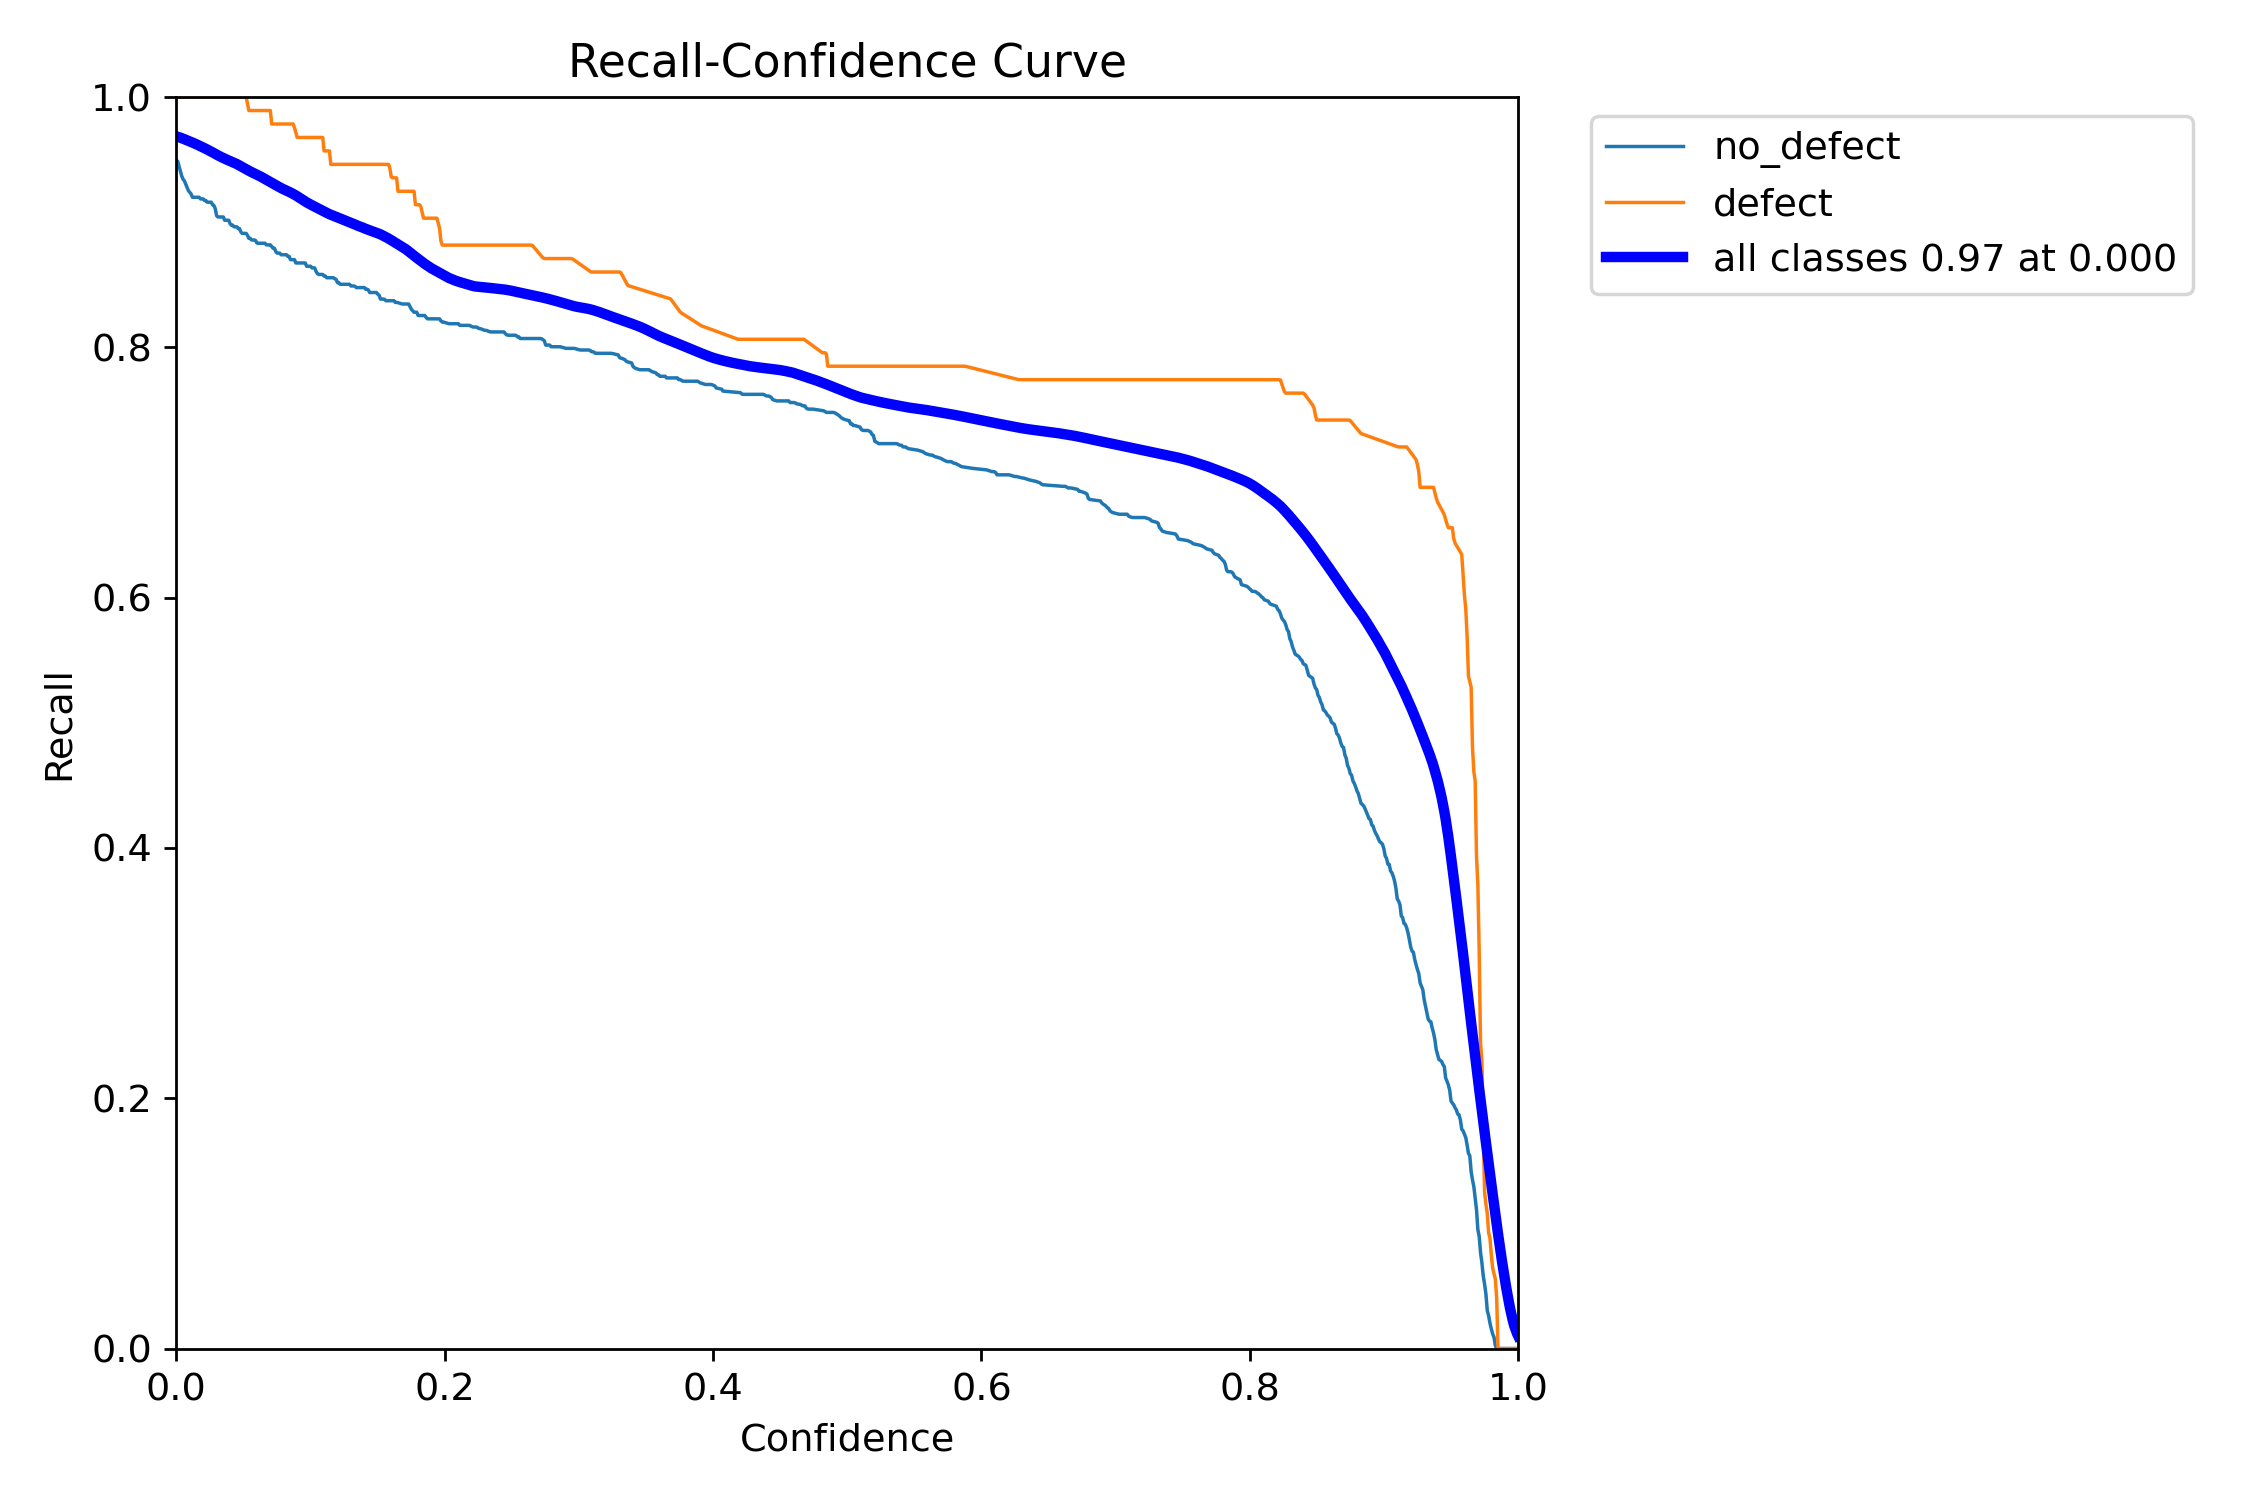 Recall-Confidence Curve
1.0
0.8
0.6
0.4
0.2
0.0
Recall
0.0 0.2 0.4 0.6 0.8 1.0
Confidence
no_defect
defect
all classes 0.97 at 0.000